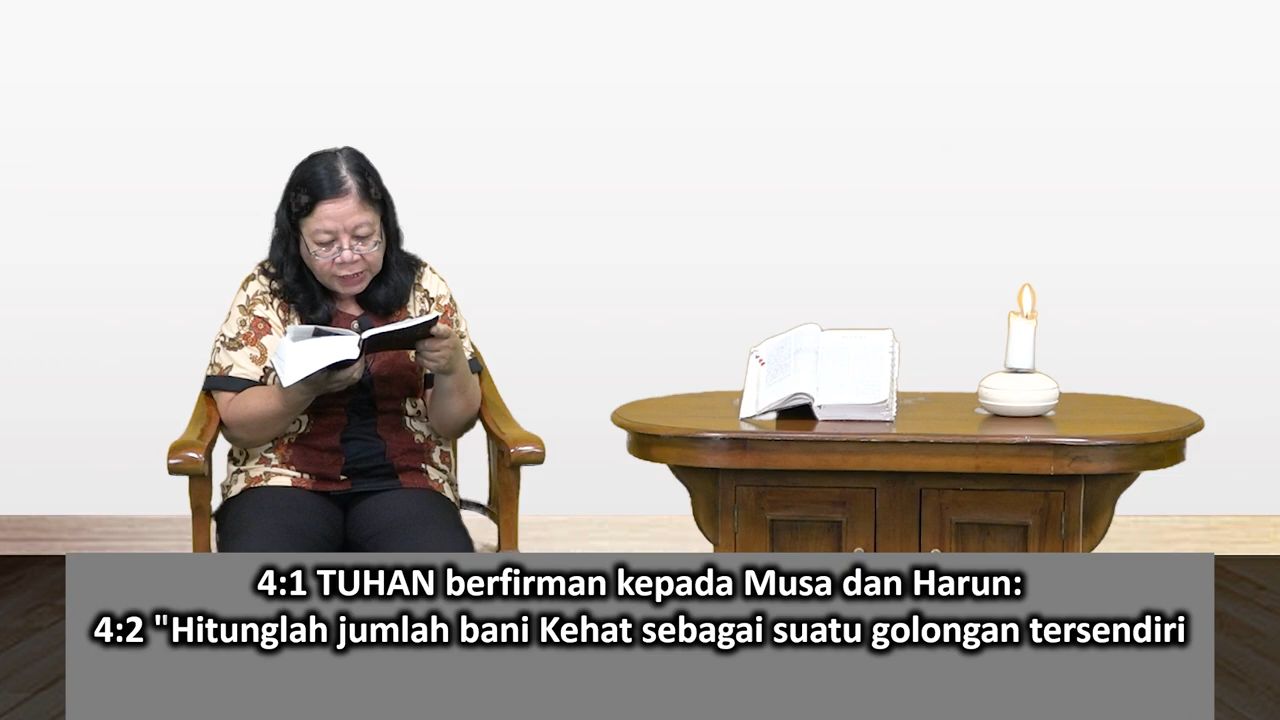 4:1 TUHAN berfirman kepada Musa dan Harun:
4:2 "Hitunglah jumlah bani Kehat sebagai suatu golongan tersendiri